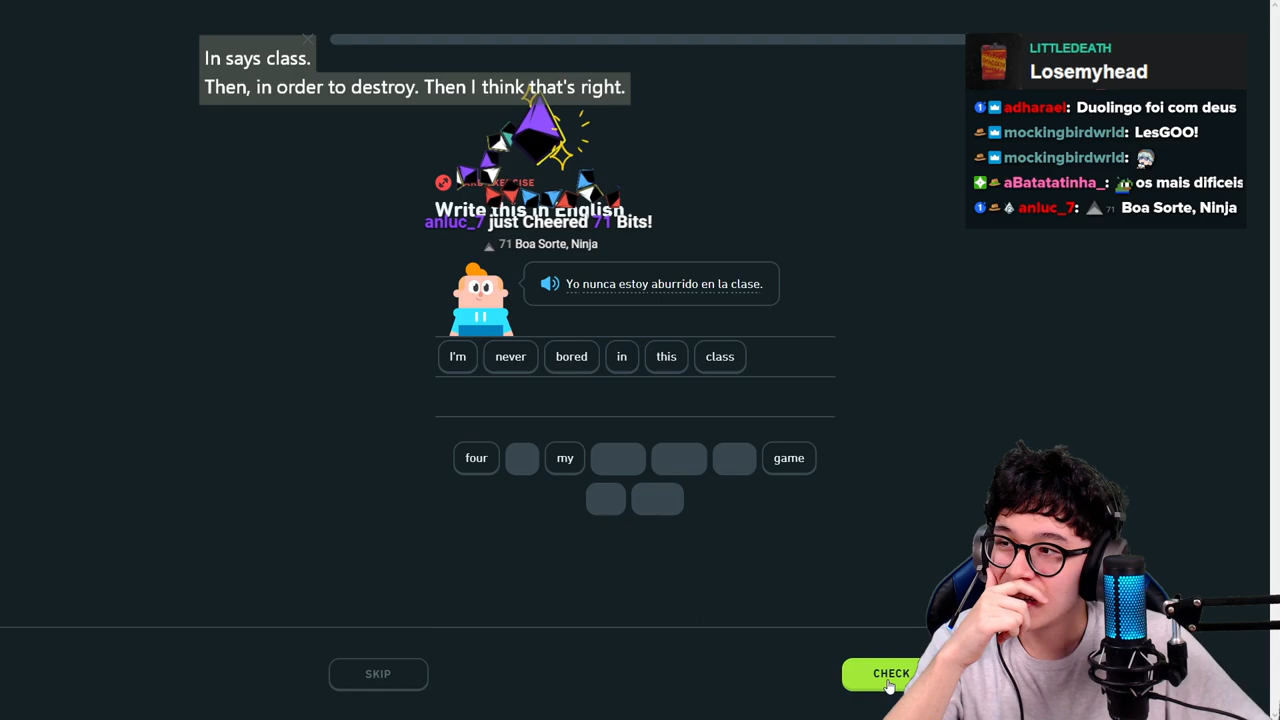 In says class.
Then, in order to destroy. Then I think that's right.
LITTLEDEATH
Losemyhead
adharael: Duolingo foi com deus
mockingbirdwrld: LesGOO!
mockingbirdwrld:
aBatatatinha_: os mais dificeis
anluc_7: 71 Boa Sorte, Ninja
EXERCISE
Write this in English
anluc_7 just Cheered 71 Bits!
71 Boa Sorte, Ninja
Yo nunca estoy aburrido en la clase.
I'm never bored in this class
four my game
SKIP
CHECK